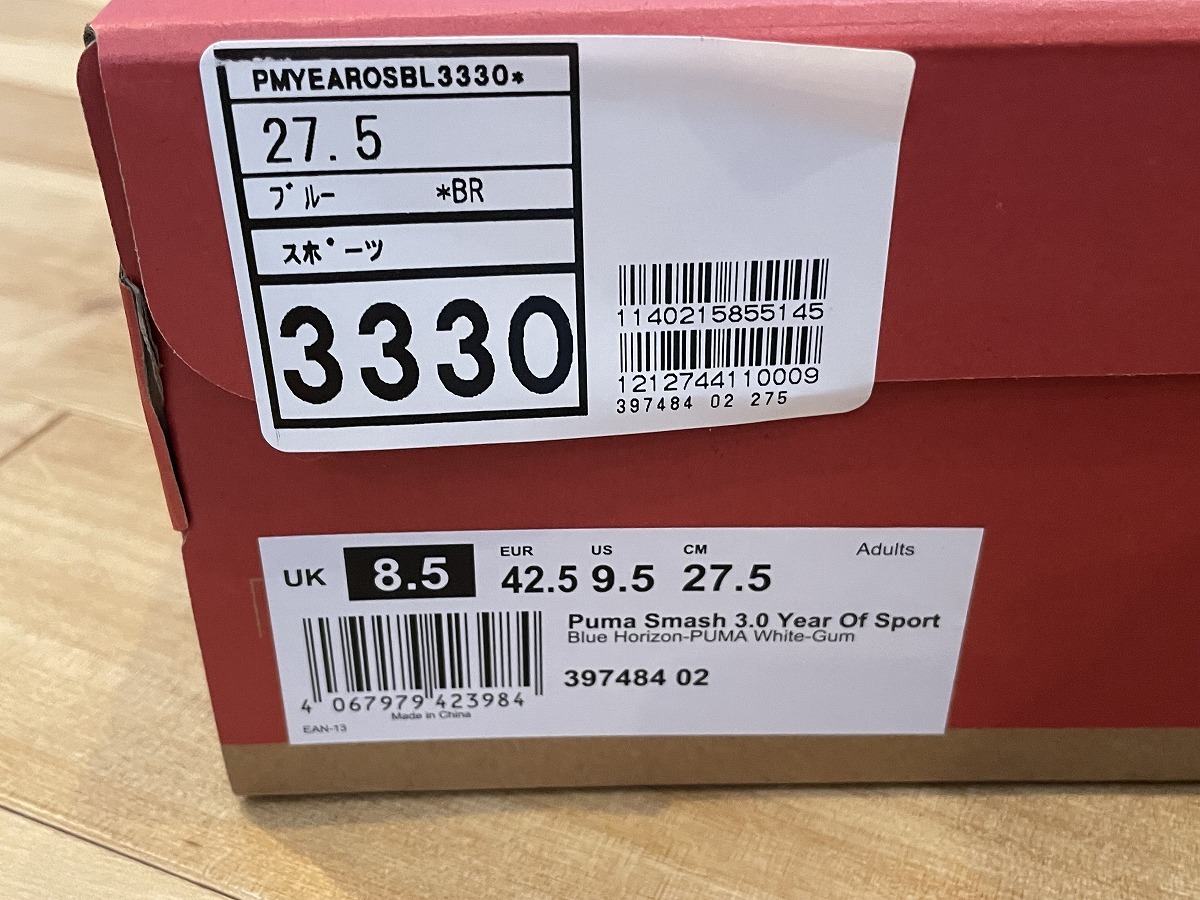 PMYEAROSBL3330*
27.5
ブルー *BR
スポーツ
3330
1140215855145
1212744110009
397484 02 275
UK 8.5 EUR 42.5 US 9.5 CM 27.5 Adults
Puma Smash 3.0 Year Of Sport
Blue Horizon-PUMA White-Gum
397484 02
4 067979 423984
Made in China
EAN-13